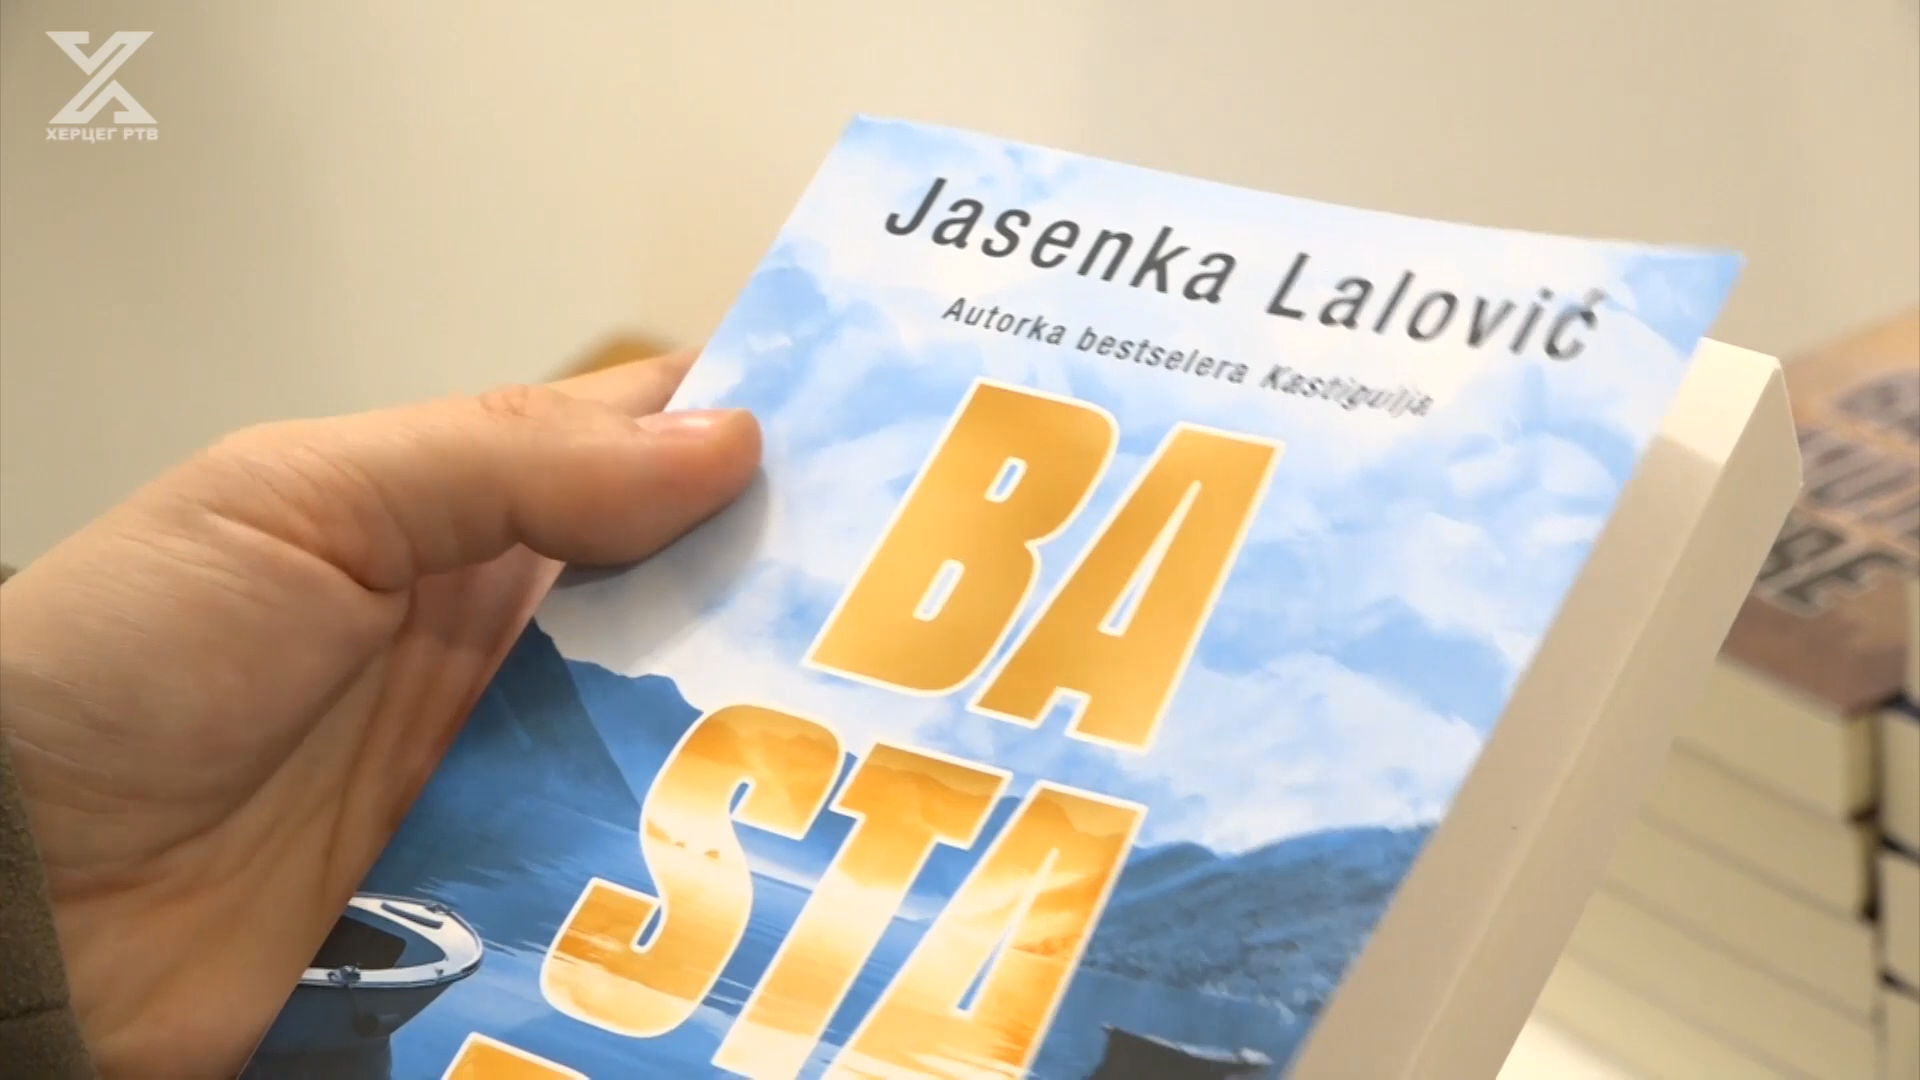 ХЕРЦЕГ РТВ
Jasenka Lalović
Autorka bestselera Kastigulja
BA
STA